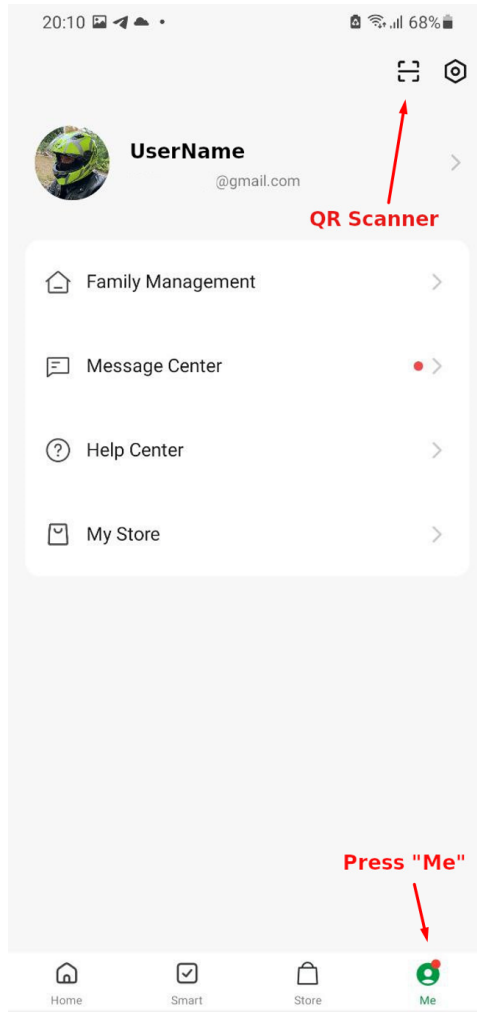 20:10 68%
UserName
@gmail.com
QR Scanner
Family Management
Message Center
Help Center
My Store
Press "Me"
Home Smart Store Me